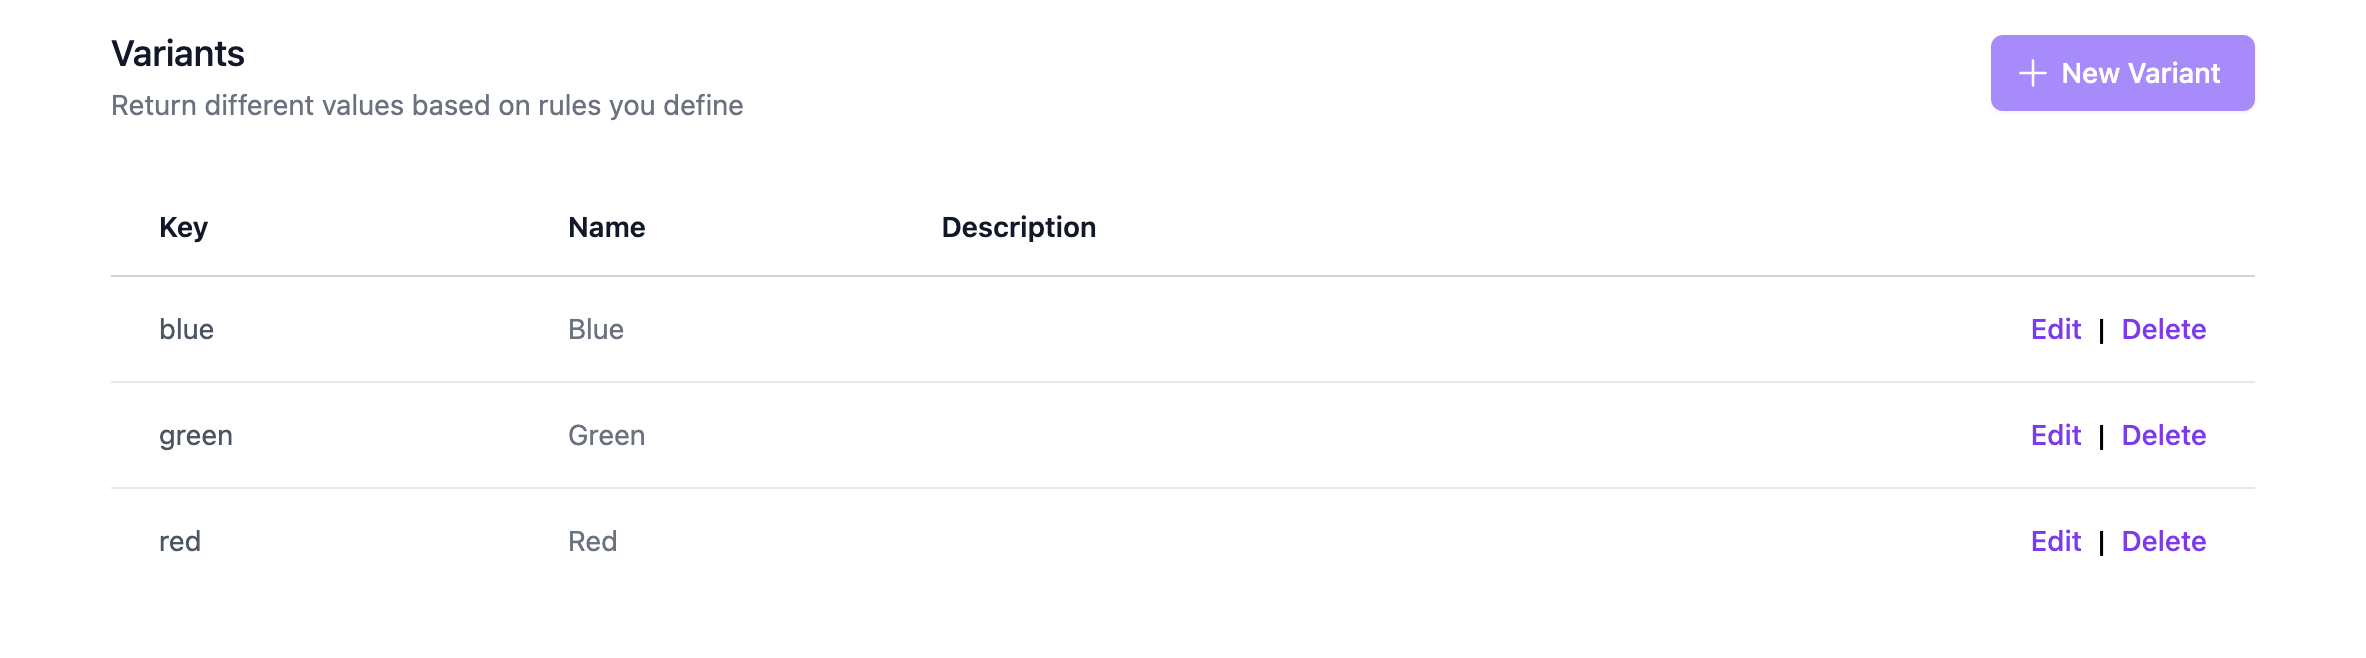 Variants
Return different values based on rules you define
New Variant
Key Name Description
blue Blue Edit | Delete
green Green Edit | Delete
red Red Edit | Delete